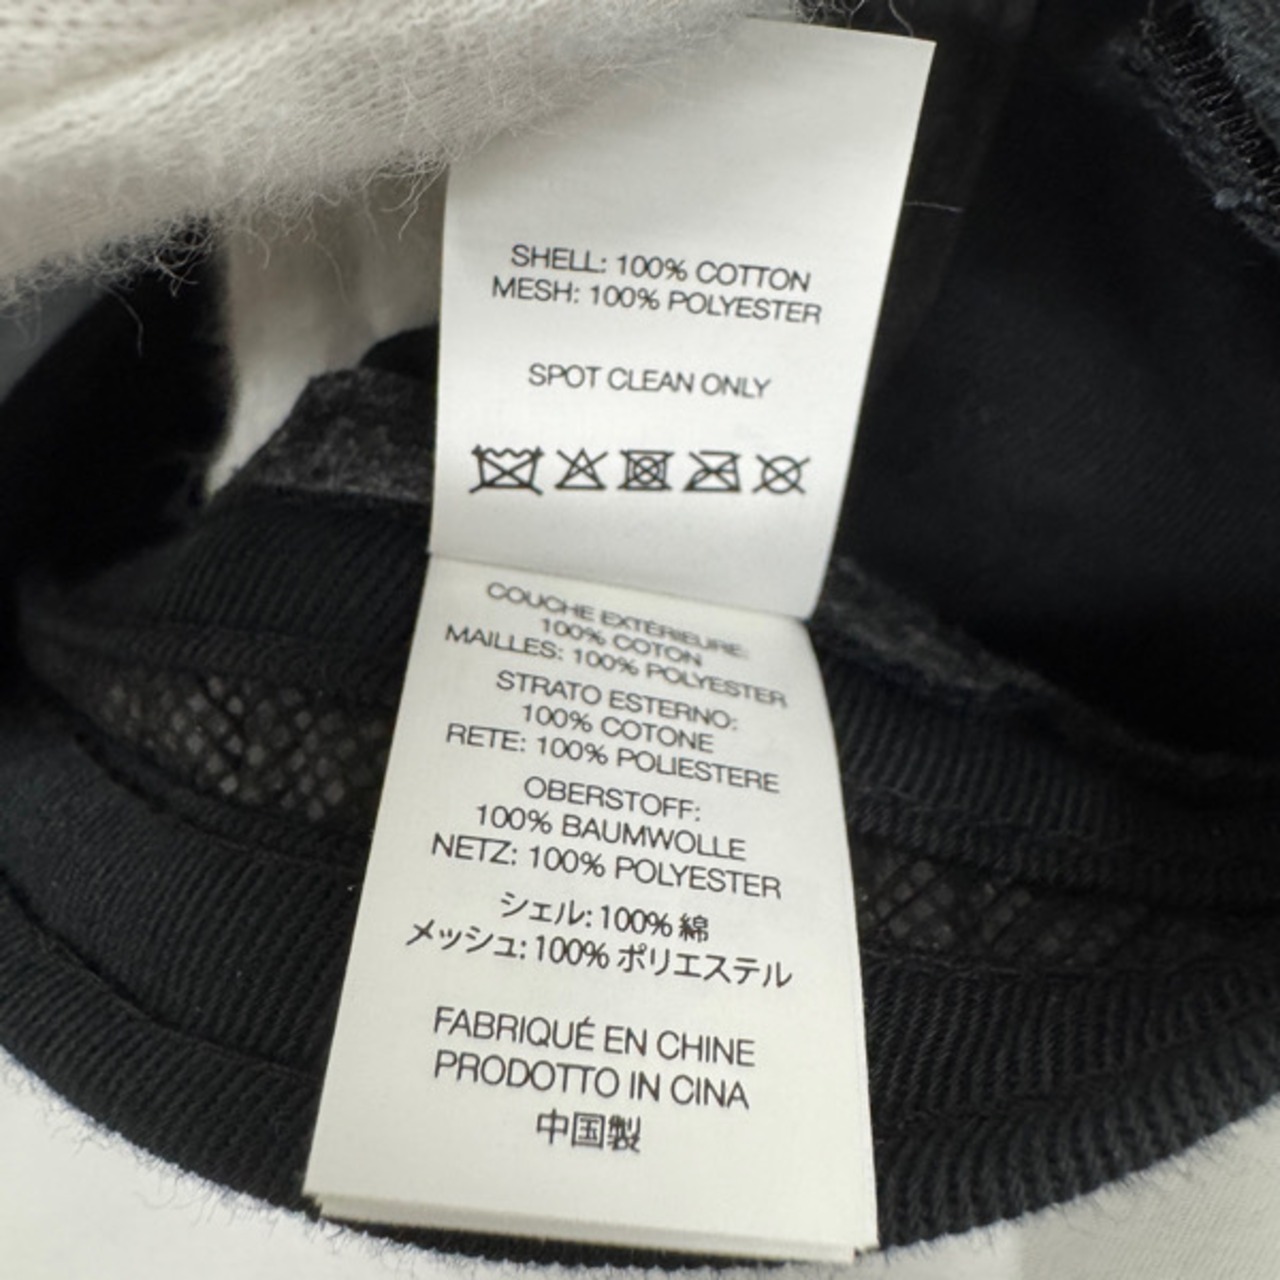 SHELL: 100% COTTON
MESH: 100% POLYESTER
SPOT CLEAN ONLY
COUCHE EXTÉRIEURE:
100% COTON
MAILLES: 100% POLYESTER
STRATO ESTERNO:
100% COTONE
RETE: 100% POLIESTERE
OBERSTOFF:
100% BAUMWOLLE
NETZ: 100% POLYESTER
シェル: 100% 綿
メッシュ: 100% ポリエステル
FABRIQUÉ EN CHINE
PRODOTTO IN CINA
中国製